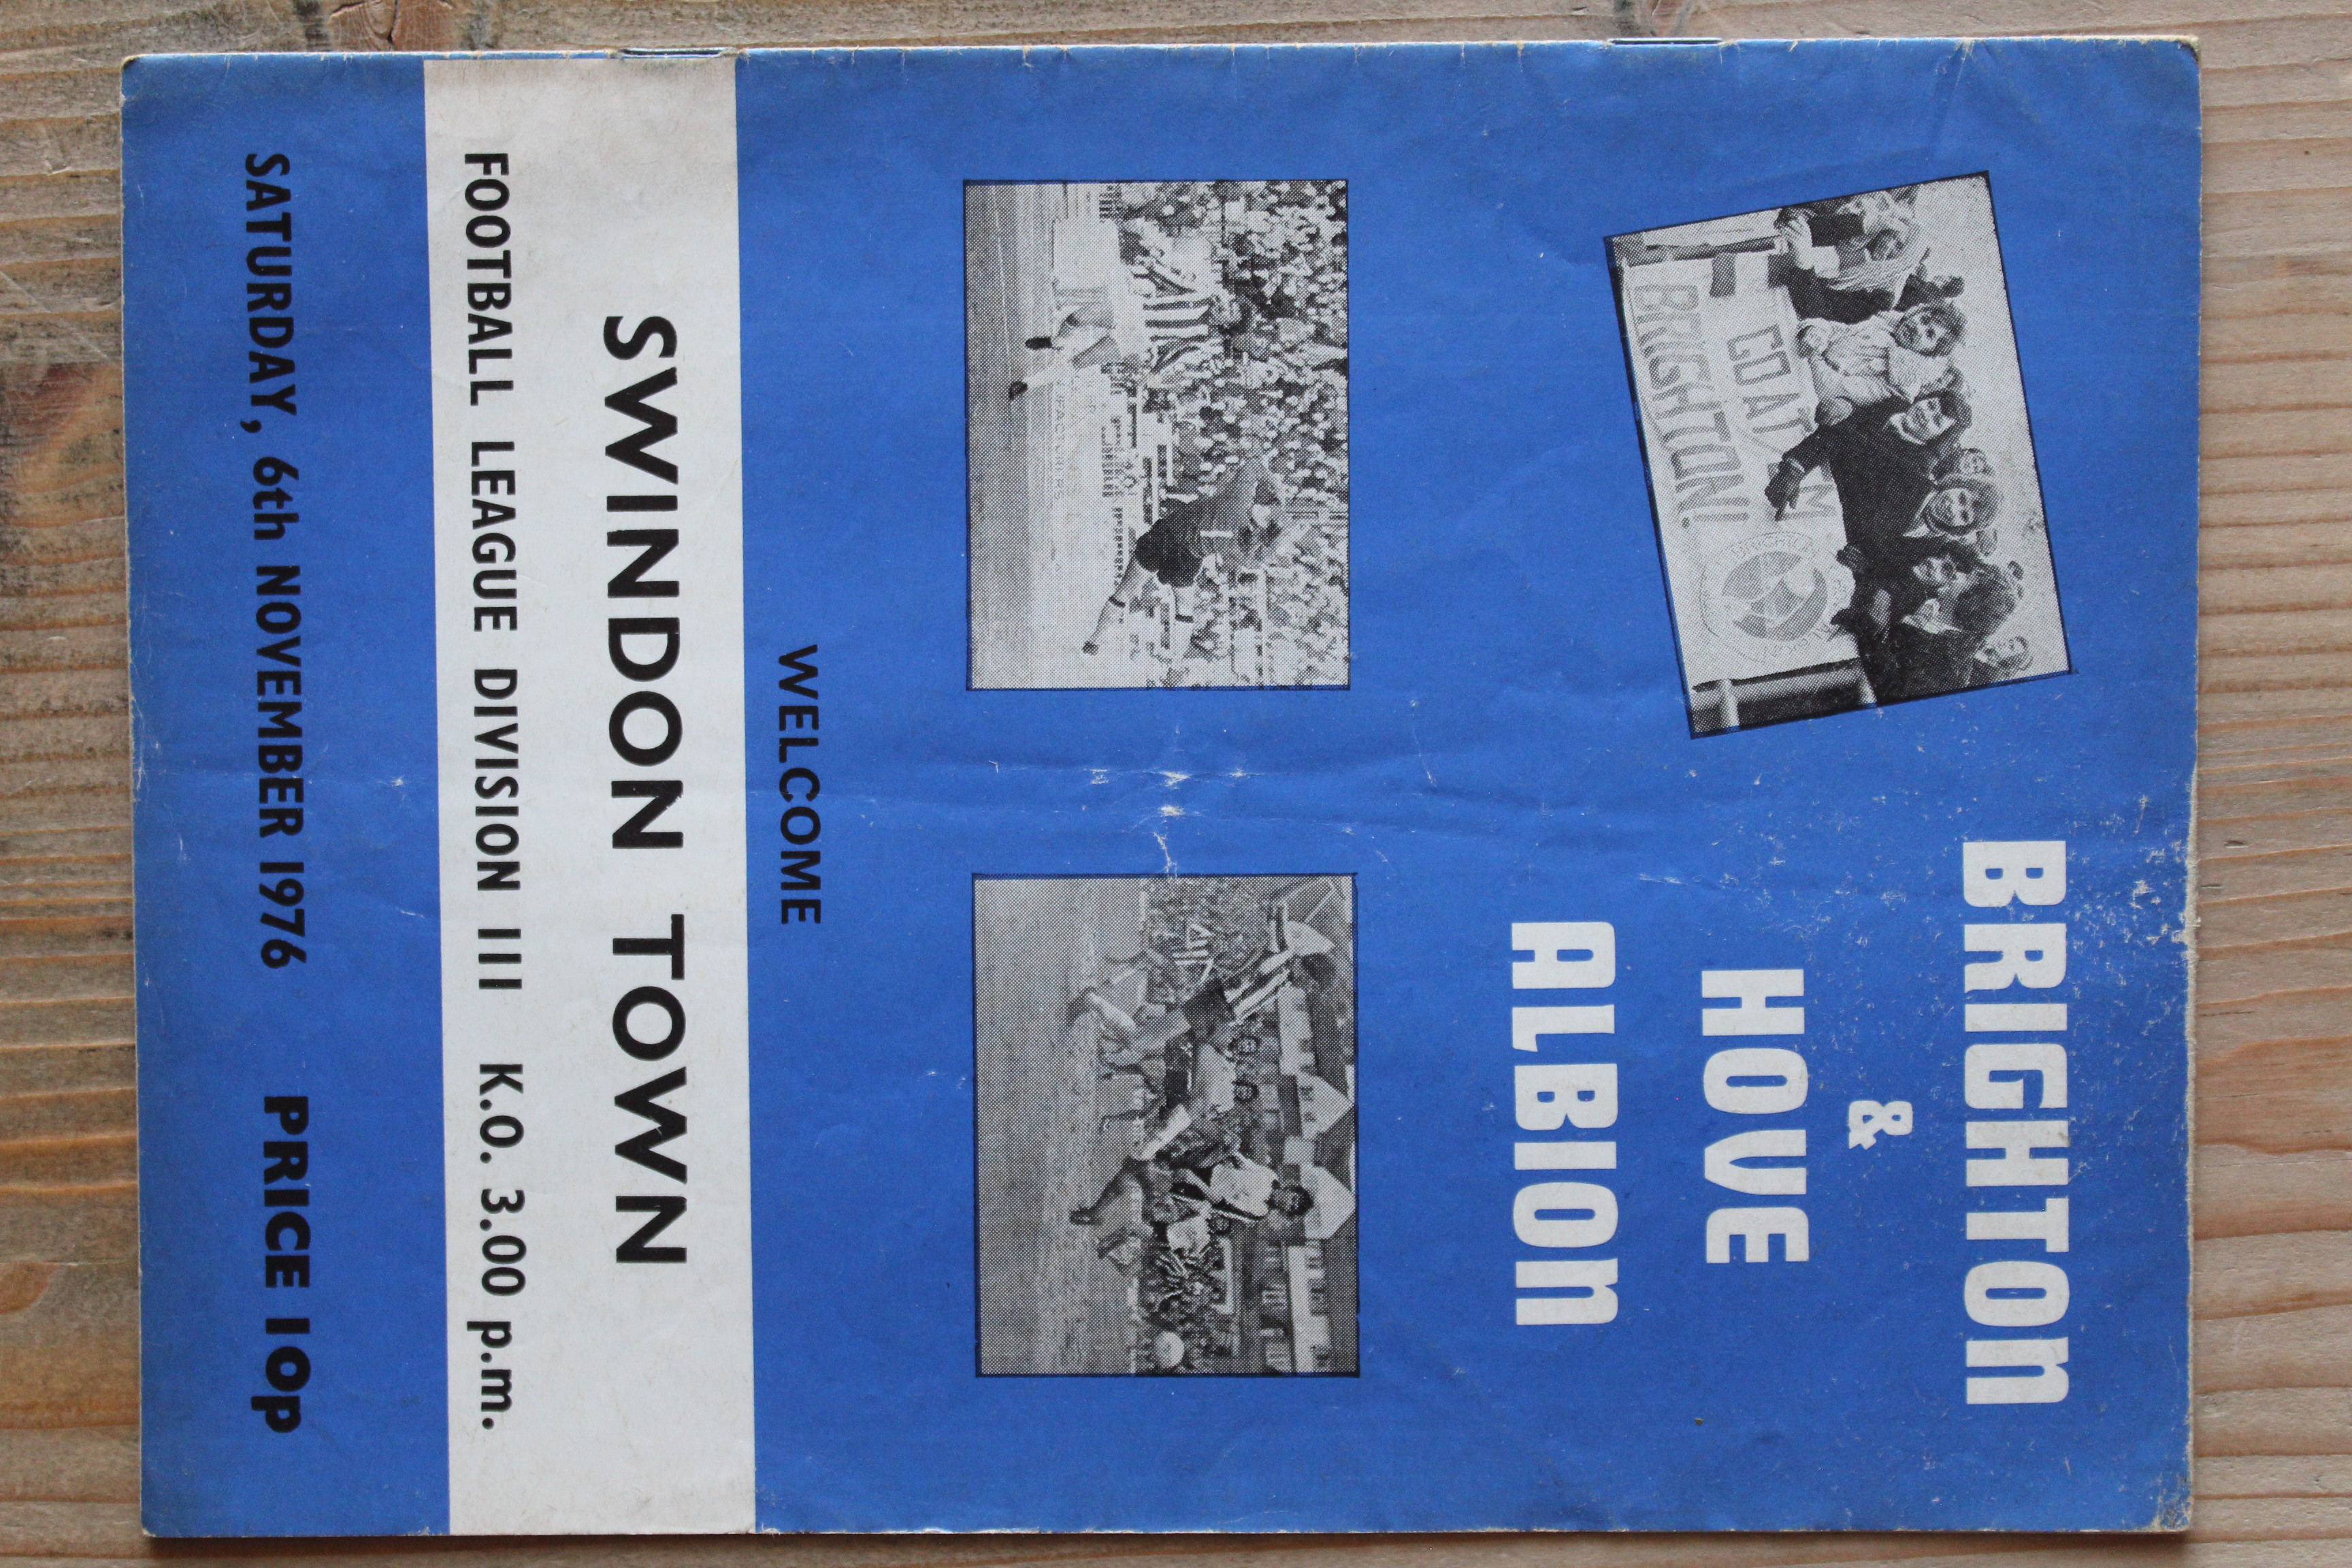 BRIGHTON
&
HOVE
ALBION
BRIGHTON!
WELCOME
SWINDON TOWN
FOOTBALL LEAGUE DIVISION III K.O. 3.00 p.m.
SATURDAY, 6th NOVEMBER 1976 PRICE 10p